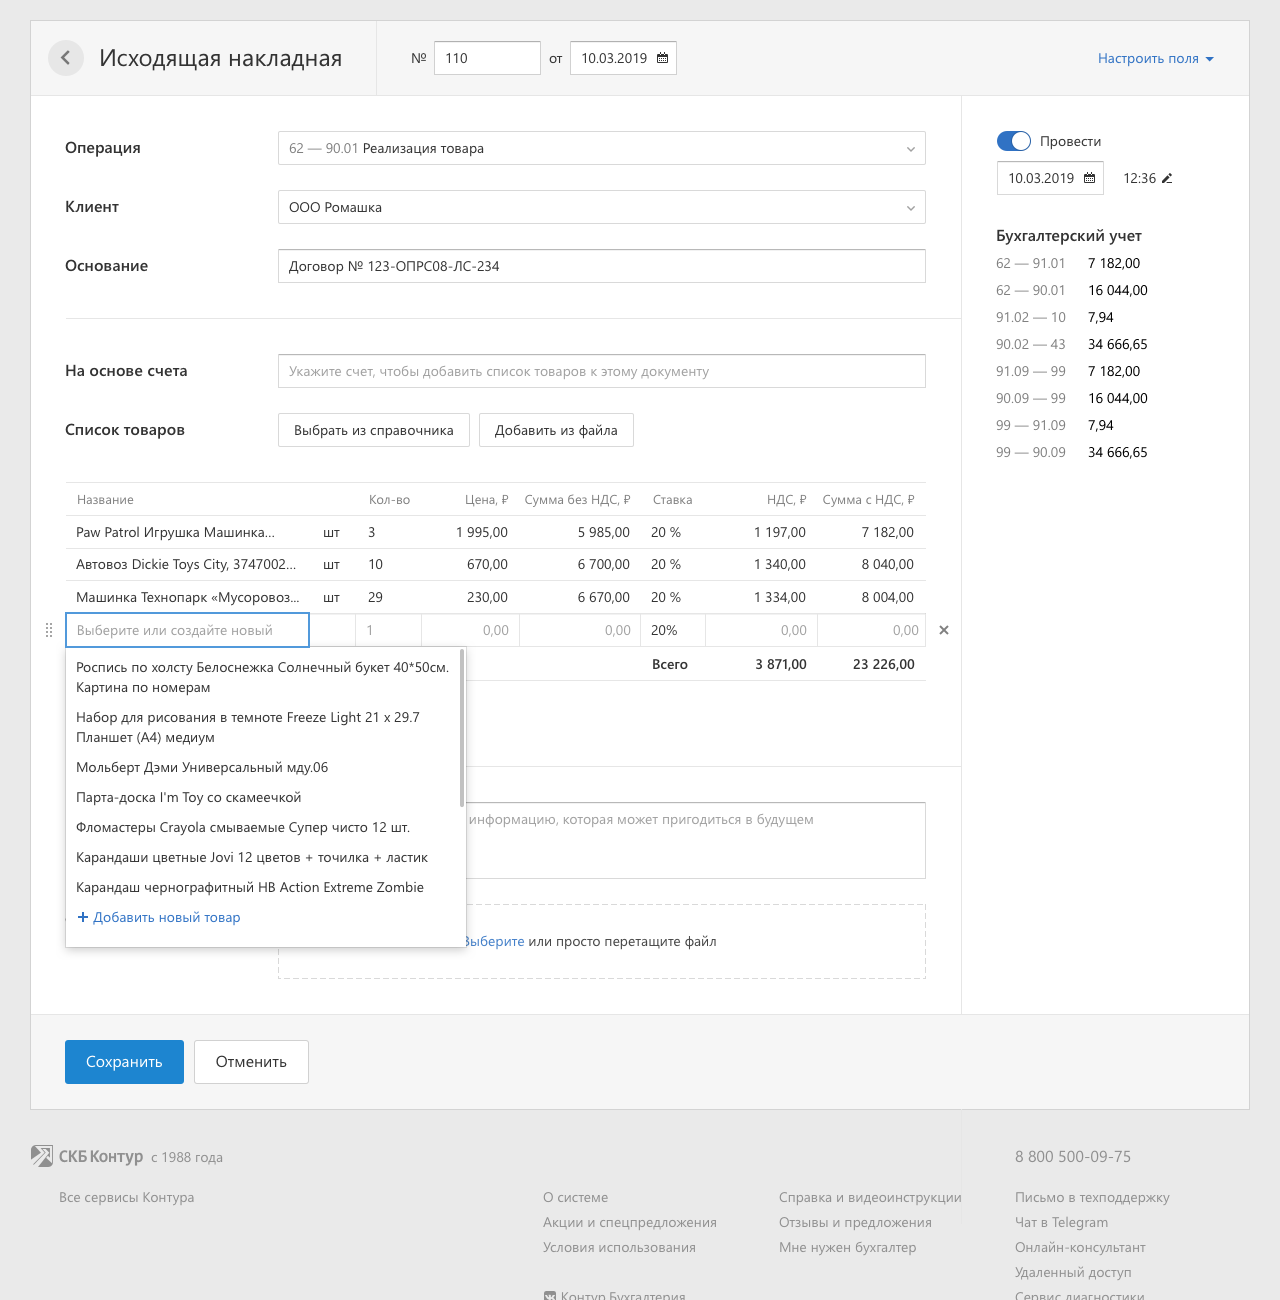 Исходящая накладная
№ 110 от 10.03.2019
Настроить поля
Операция
62 — 90.01 Реализация товара
Клиент
ООО Ромашка
Основание
Договор № 123-ОПРС08-ЛС-234
На основе счета
Укажите счет, чтобы добавить список товаров к этому документу
Список товаров
Выбрать из справочника Добавить из файла
Название Кол-во Цена, ₽ Сумма без НДС, ₽ Ставка НДС, ₽ Сумма с НДС, ₽
Paw Patrol Игрушка Машинка... шт 3 1 995,00 5 985,00 20 % 1 197,00 7 182,00
Автовоз Dickie Toys City, 3747002... шт 10 670,00 6 700,00 20 % 1 340,00 8 040,00
Машинка Технопарк «Мусоровоз... шт 29 230,00 6 670,00 20 % 1 334,00 8 004,00
Выберите или создайте новый 1 0,00 0,00 20% 0,00 0,00
Всего 3 871,00 23 226,00
Роспись по холсту Белоснежка Солнечный букет 40*50см.
Картина по номерам
Набор для рисования в темноте Freeze Light 21 x 29.7
Планшет (А4) медиум
Мольберт Дэми Универсальный мду.06
Парта-доска I'm Toy со скамеечкой
Фломастеры Crayola смываемые Супер чисто 12 шт.
Карандаши цветные Jovi 12 цветов + точилка + ластик
Карандаш чернографитный HB Action Extreme Zombie
+ Добавить новый товар
информацию, которая может пригодиться в будущем
Выберите или просто перетащите файл
Провести
10.03.2019 12:36
Бухгалтерский учет
62 — 91.01 7 182,00
62 — 90.01 16 044,00
91.02 — 10 7,94
90.02 — 43 34 666,65
91.09 — 99 7 182,00
90.09 — 99 16 044,00
99 — 91.09 7,94
99 — 90.09 34 666,65
Сохранить Отменить
СКБ Контур с 1988 года
Все сервисы Контура
О системе
Акции и спецпредложения
Условия использования
Контур.Бухгалтерия
Справка и видеоинструкции
Отзывы и предложения
Мне нужен бухгалтер
8 800 500-09-75
Письмо в техподдержку
Чат в Telegram
Онлайн-консультант
Удаленный доступ
Сервис диагностики